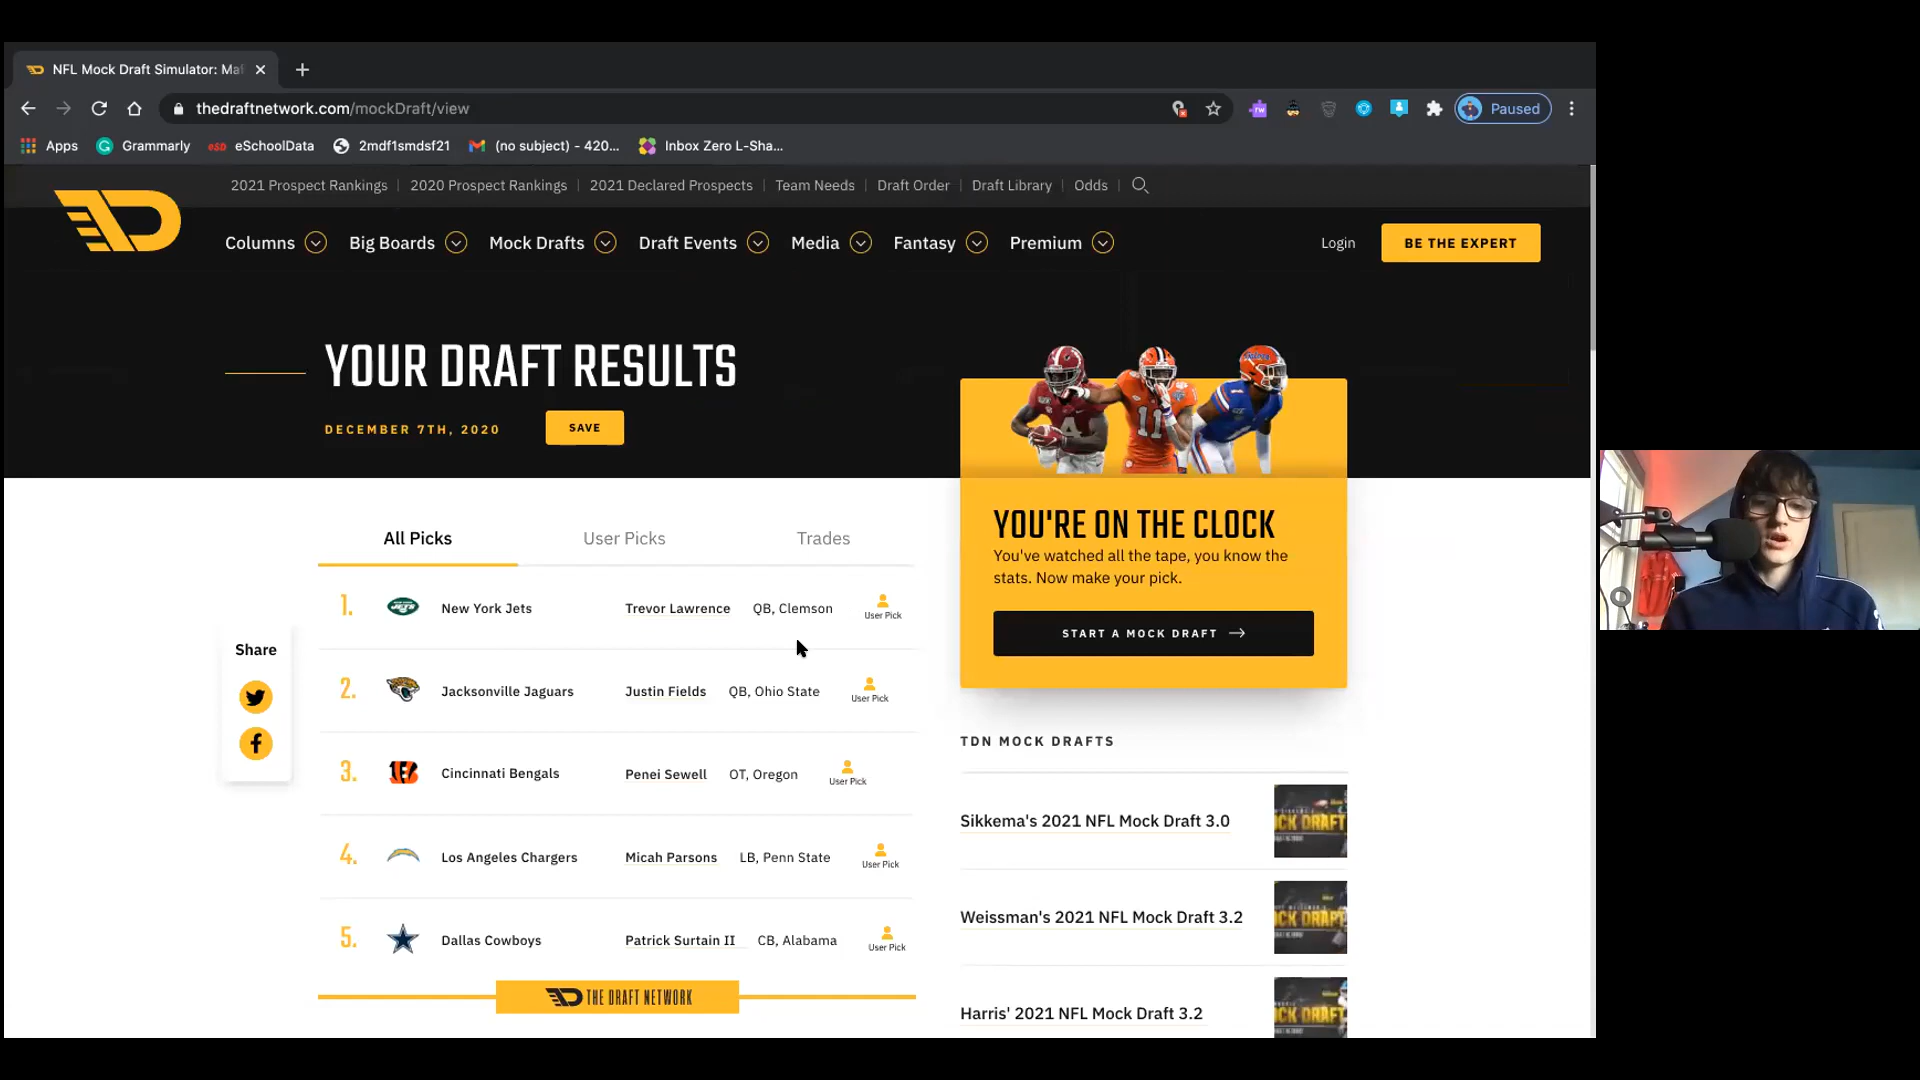 NFL Mock Draft Simulator: Ma
thedraftnetwork.com/mockDraft/view
Paused
Apps
Grammarly
eSchoolData
2mdf1smdsf21
(no subject) - 420...
Inbox Zero L-Sha...
2021 Prospect Rankings
2020 Prospect Rankings
2021 Declared Prospects
Team Needs
Draft Order
Draft Library
Odds
Columns
Big Boards
Mock Drafts
Draft Events
Media
Fantasy
Premium
Login
BE THE EXPERT
YOUR DRAFT RESULTS
DECEMBER 7TH, 2020
SAVE
All Picks
User Picks
Trades
1. New York Jets Trevor Lawrence QB, Clemson User Pick
2. Jacksonville Jaguars Justin Fields QB, Ohio State User Pick
3. Cincinnati Bengals Penei Sewell OT, Oregon User Pick
4. Los Angeles Chargers Micah Parsons LB, Penn State User Pick
5. Dallas Cowboys Patrick Surtain II CB, Alabama User Pick
THE DRAFT NETWORK
Share
YOU'RE ON THE CLOCK
You've watched all the tape, you know the
stats. Now make your pick.
START A MOCK DRAFT
TDN MOCK DRAFTS
Sikkema's 2021 NFL Mock Draft 3.0
Weissman's 2021 NFL Mock Draft 3.2
Harris' 2021 NFL Mock Draft 3.2